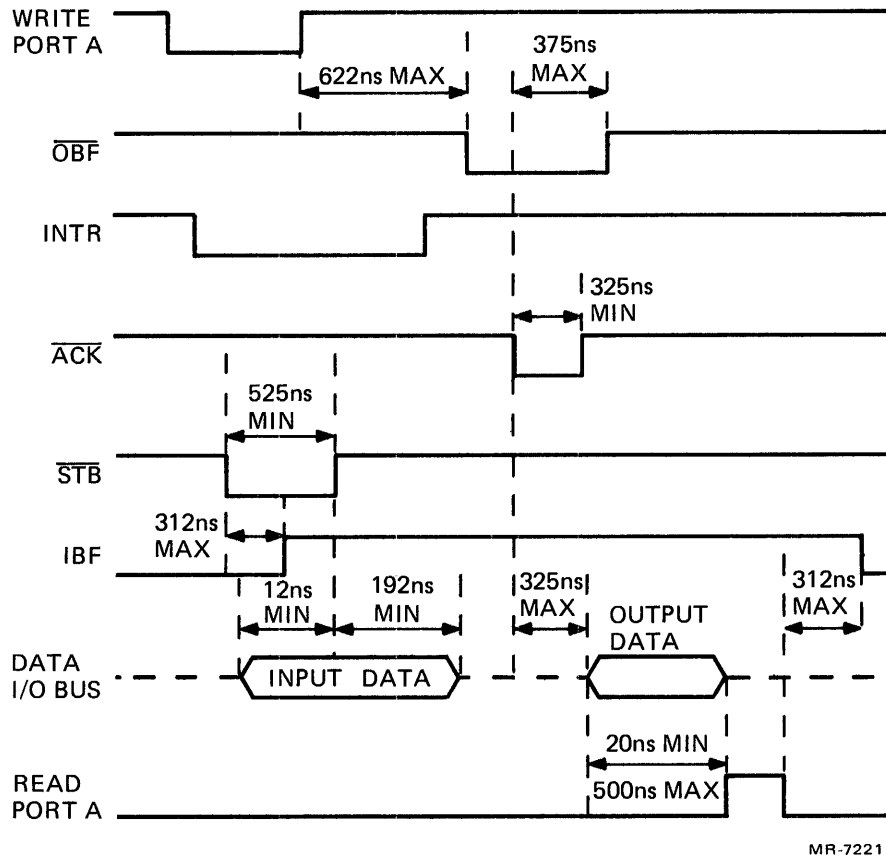 WRITE
PORT A
622ns MAX
375ns
MAX
OBF
INTR
325ns
MIN
ACK
525ns
MIN
STB
312ns
MAX
IBF
12ns
MIN
192ns
MIN
325ns
MAX
OUTPUT
DATA
312ns
MAX
DATA
I/O BUS
INPUT DATA
20ns MIN
500ns MAX
READ
PORT A
MR-7221